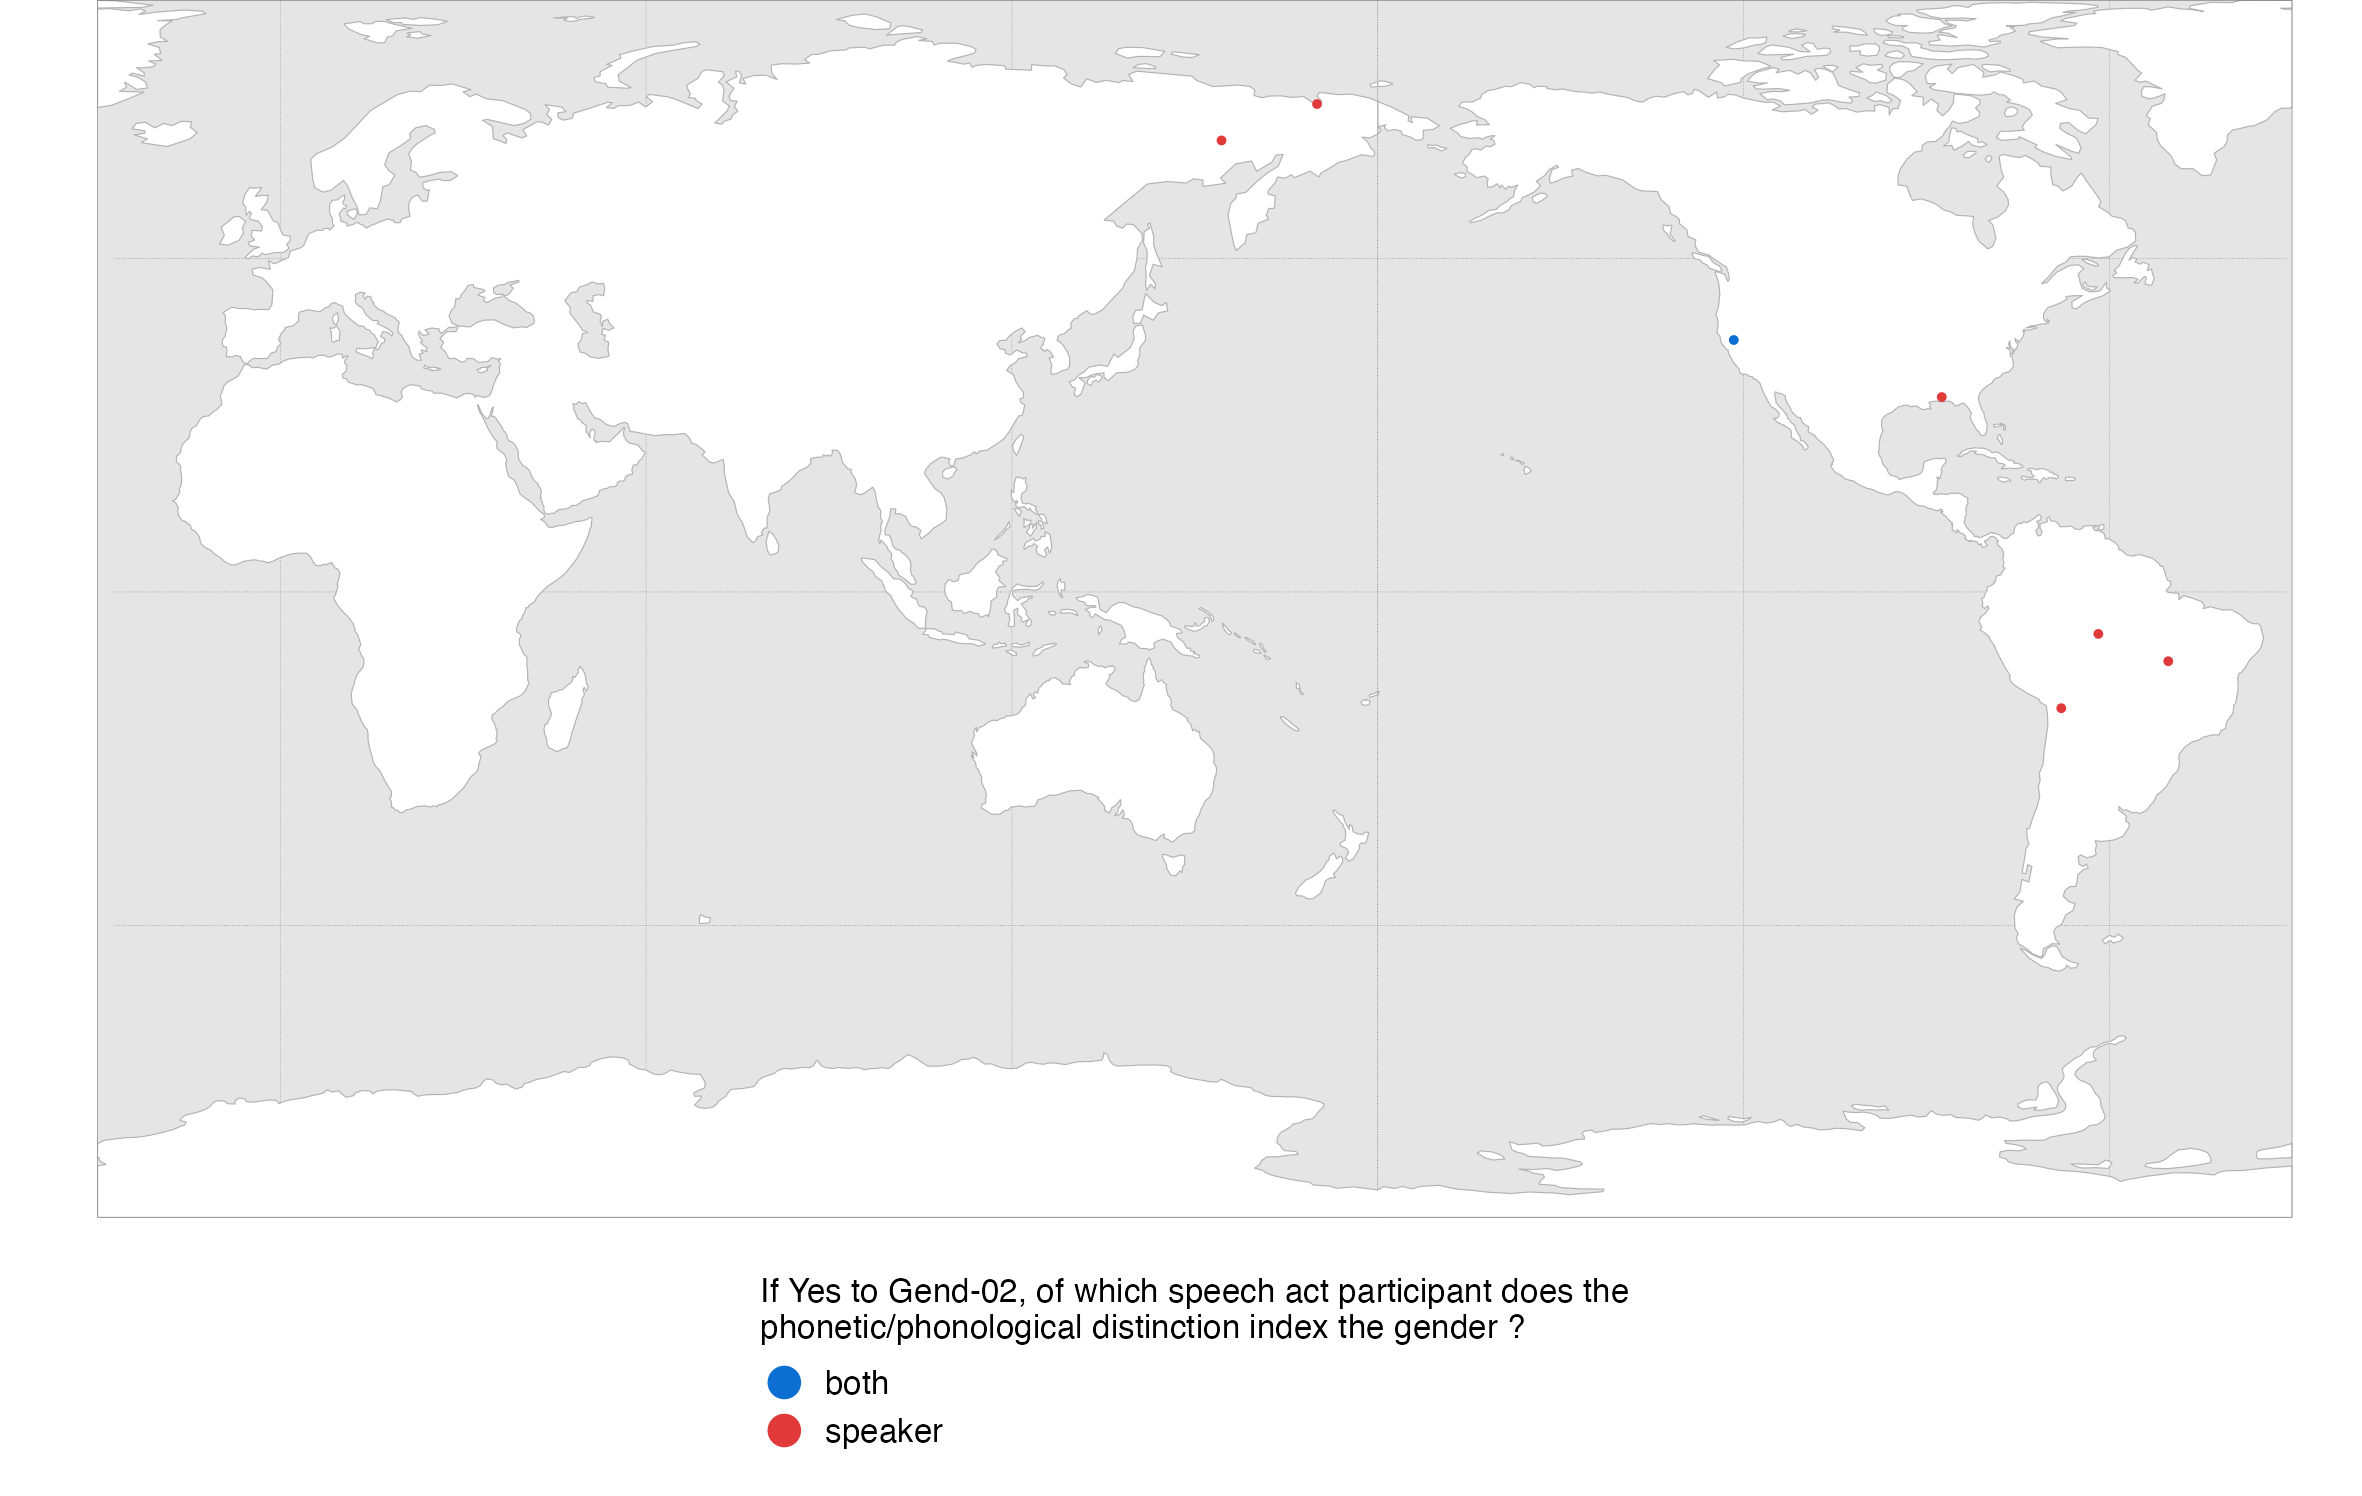 If Yes to Gend-02, of which speech act participant does the
phonetic/phonological distinction index the gender ?
both
speaker